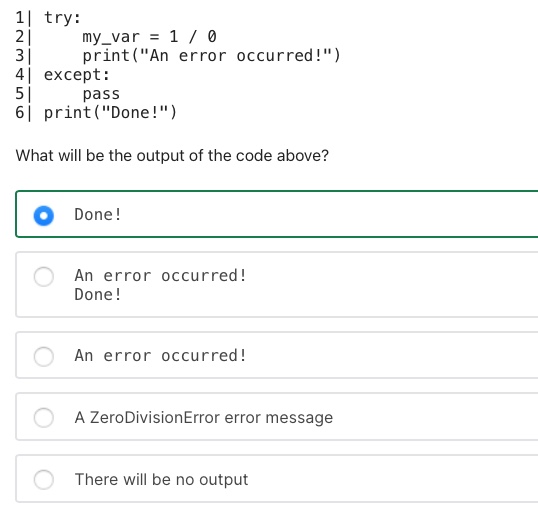 1| try:
2|     my_var = 1 / 0
3|     print("An error occurred!")
4| except:
5|     pass
6| print("Done!")
What will be the output of the code above?
Done!
An error occurred!
Done!
An error occurred!
A ZeroDivisionError error message
There will be no output